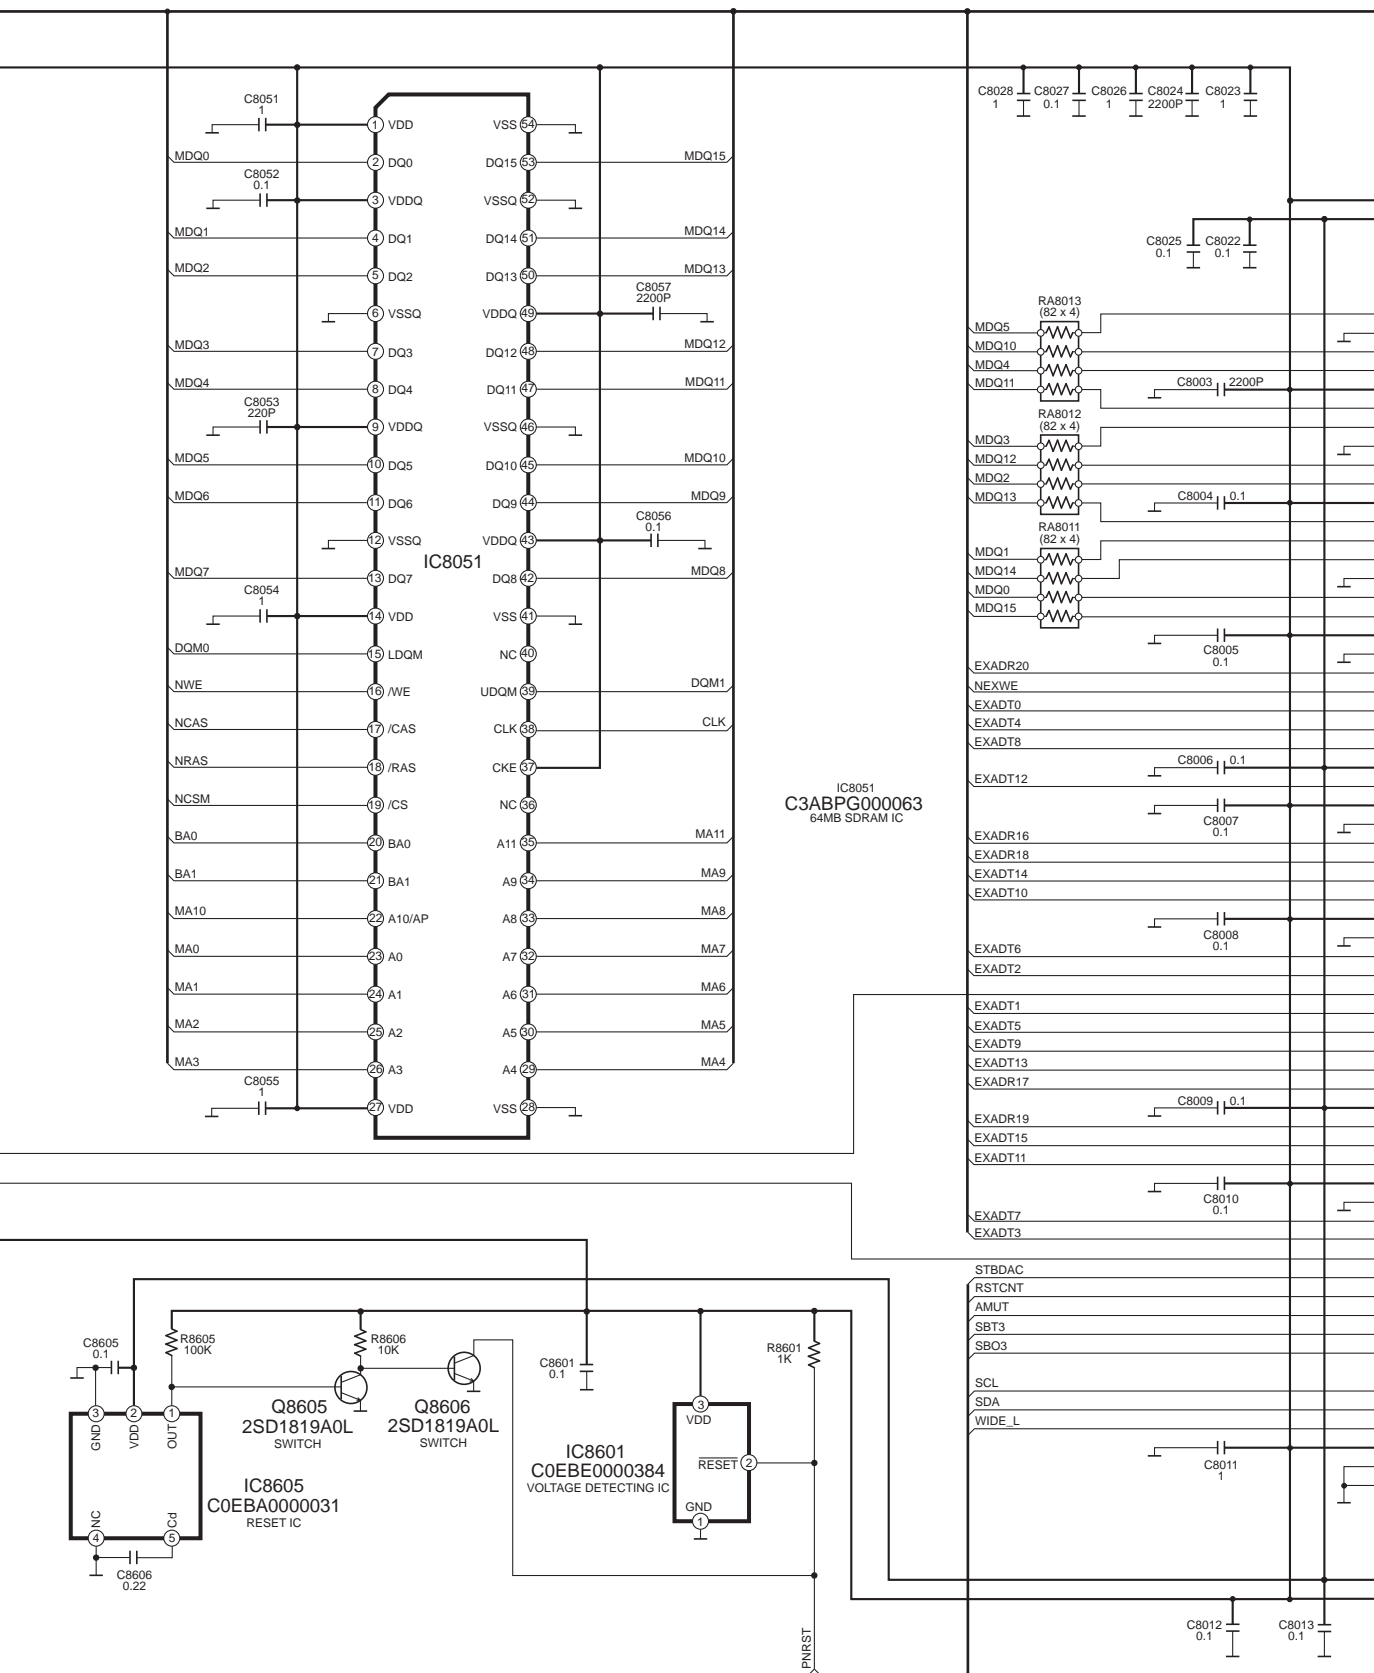 C8051
1
1 VDD
VSS 54
MDQ0
2 DQ0
DQ15 53
MDQ15
C8052
0.1
3 VDDQ
VSSQ 52
MDQ1
4 DQ1
DQ14 51
MDQ14
MDQ2
5 DQ2
DQ13 50
MDQ13
C8057
2200P
6 VSSQ
VDDQ 49
MDQ3
7 DQ3
DQ12 48
MDQ12
MDQ4
8 DQ4
DQ11 47
MDQ11
C8053
220P
9 VDDQ
VSSQ 46
MDQ5
10 DQ5
DQ10 45
MDQ10
MDQ6
11 DQ6
DQ9 44
MDQ9
C8056
0.1
12 VSSQ
VDDQ 43
IC8051
MDQ7
13 DQ7
DQ8 42
MDQ8
C8054
1
14 VDD
VSS 41
DQM0
15 LDQM
NC 40
NWE
16 /WE
UDQM 39
DQM1
NCAS
17 /CAS
CLK 38
CLK
NRAS
18 /RAS
CKE 37
NCSM
19 /CS
NC 36
BA0
20 BA0
A11 35
MA11
BA1
21 BA1
A9 34
MA9
MA10
22 A10/AP
A8 33
MA8
MA0
23 A0
A7 32
MA7
MA1
24 A1
A6 31
MA6
MA2
25 A2
A5 30
MA5
MA3
26 A3
A4 29
MA4
C8055
1
27 VDD
VSS 28
IC8051
C3ABPG000063
64MB SDRAM IC
C8028
1
C8027
0.1
C8026
1
C8024
2200P
C8023
1
C8025
0.1
C8022
0.1
RA8013
(82 x 4)
MDQ5
MDQ10
MDQ4
MDQ11
C8003 2200P
RA8012
(82 x 4)
MDQ3
MDQ12
MDQ2
MDQ13
C8004 0.1
RA8011
(82 x 4)
MDQ1
MDQ14
MDQ0
MDQ15
C8005
0.1
EXADR20
NEXWE
EXADT0
EXADT4
EXADT8
C8006 0.1
EXADT12
C8007
0.1
EXADR16
EXADR18
EXADT14
EXADT10
C8008
0.1
EXADT6
EXADT2
EXADT1
EXADT5
EXADT9
EXADT13
EXADR17
C8009 0.1
EXADR19
EXADT15
EXADT11
C8010
0.1
EXADT7
EXADT3
STBDAC
RSTCNT
AMUT
SBT3
SBO3
SCL
SDA
WIDE_L
C8011
1
C8012
0.1
C8013
0.1
C8605
0.1
R8605
100K
R8606
10K
C8601
0.1
R8601
1K
Q8605
2SD1819A0L
SWITCH
Q8606
2SD1819A0L
SWITCH
3 GND
2 VDD
1 OUT
4 NC
5 Cd
IC8605
C0EBA0000031
RESET IC
C8606
0.22
IC8601
C0EBE0000384
VOLTAGE DETECTING IC
3
VDD
RESET 2
GND
1
PNRST